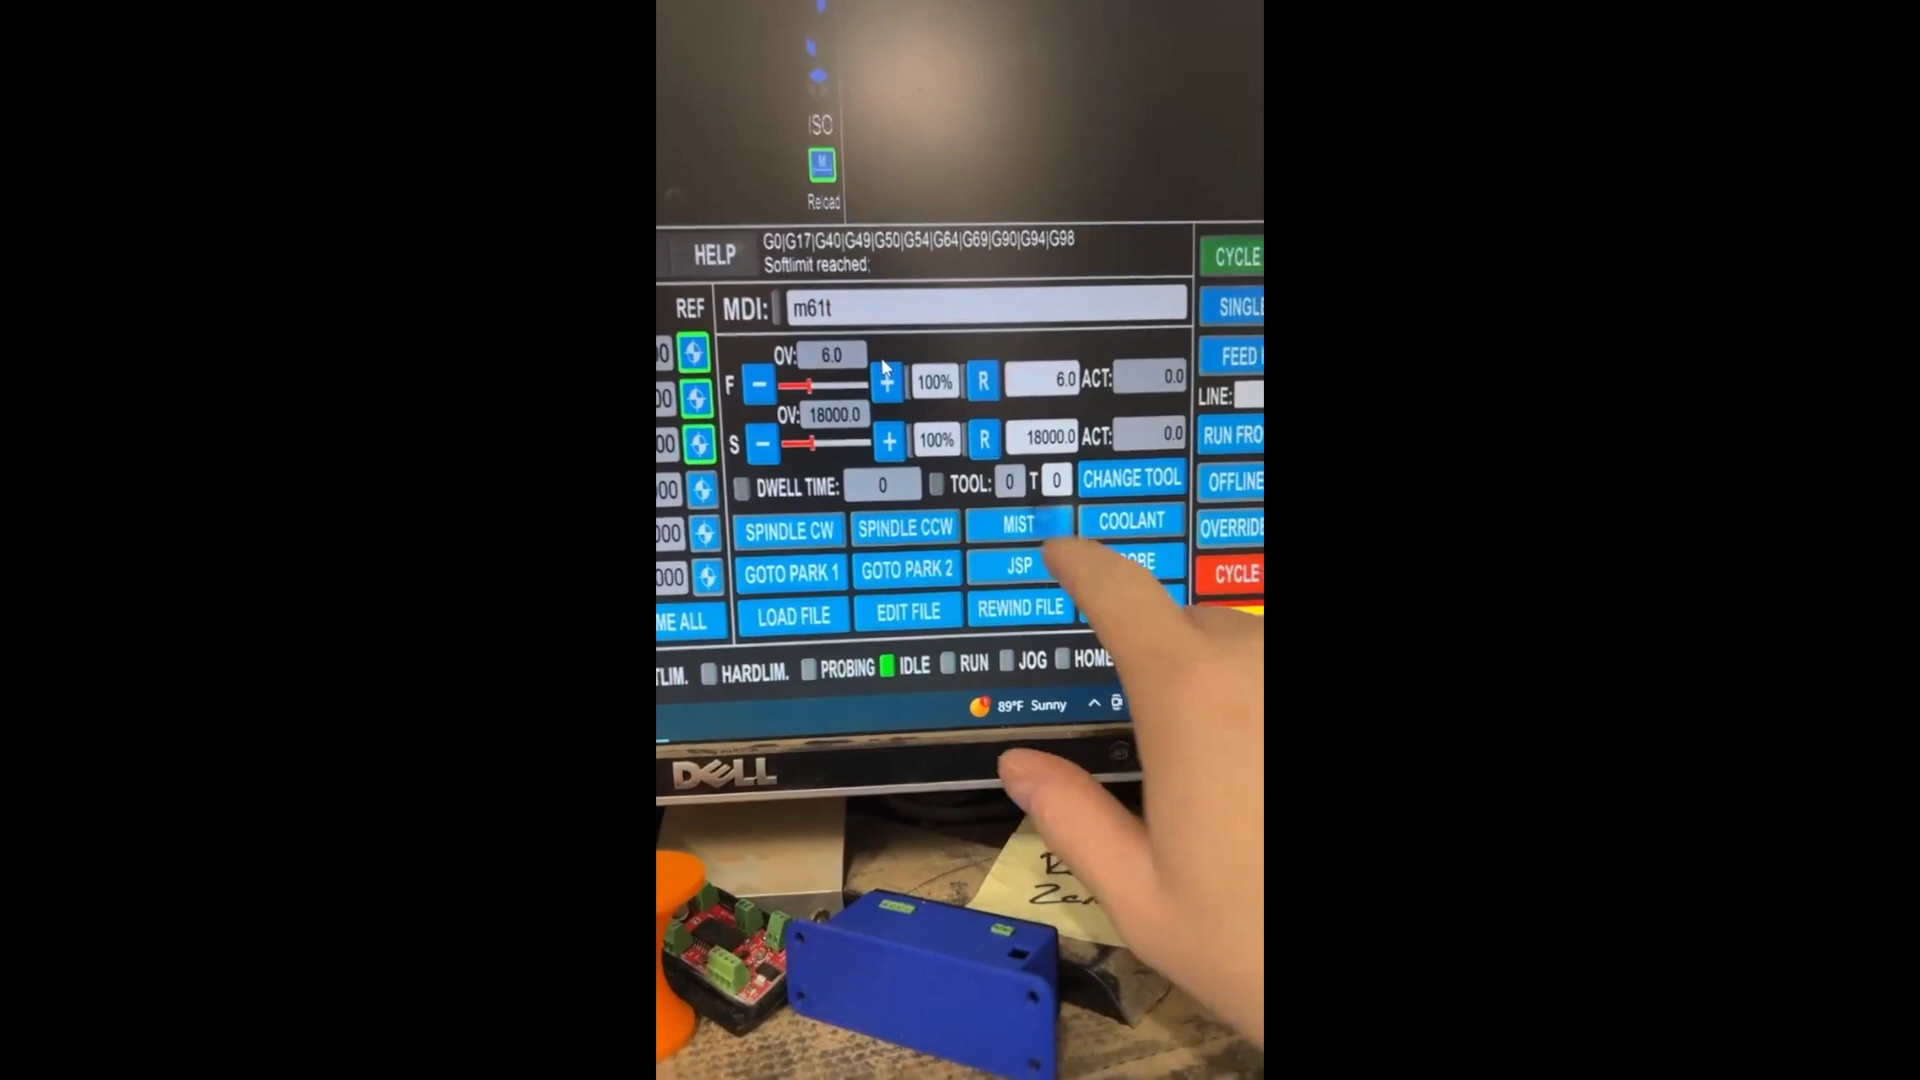 ISO
M
Reload
HELP
G0|G17|G40|G49|G50|G54|G64|G69|G90|G94|G98
Softlimit reached;
CYCLE
REF
MDI: m61t
SINGLE
OV: 6.0
FEED
F - + 100% R 6.0 ACT: 0.0
LINE:
OV: 18000.0
S - + 100% R 18000.0 ACT: 0.0
RUN FRO
DWELL TIME: 0 TOOL: 0 T 0 CHANGE TOOL
OFFLINE
SPINDLE CW SPINDLE CCW MIST COOLANT
OVERRIDE
GOTO PARK 1 GOTO PARK 2 JSP OBE
CYCLE
ME ALL LOAD FILE EDIT FILE REWIND FILE
TLIM. HARDLIM. PROBING IDLE RUN JOG HOME
89°F Sunny
DELL